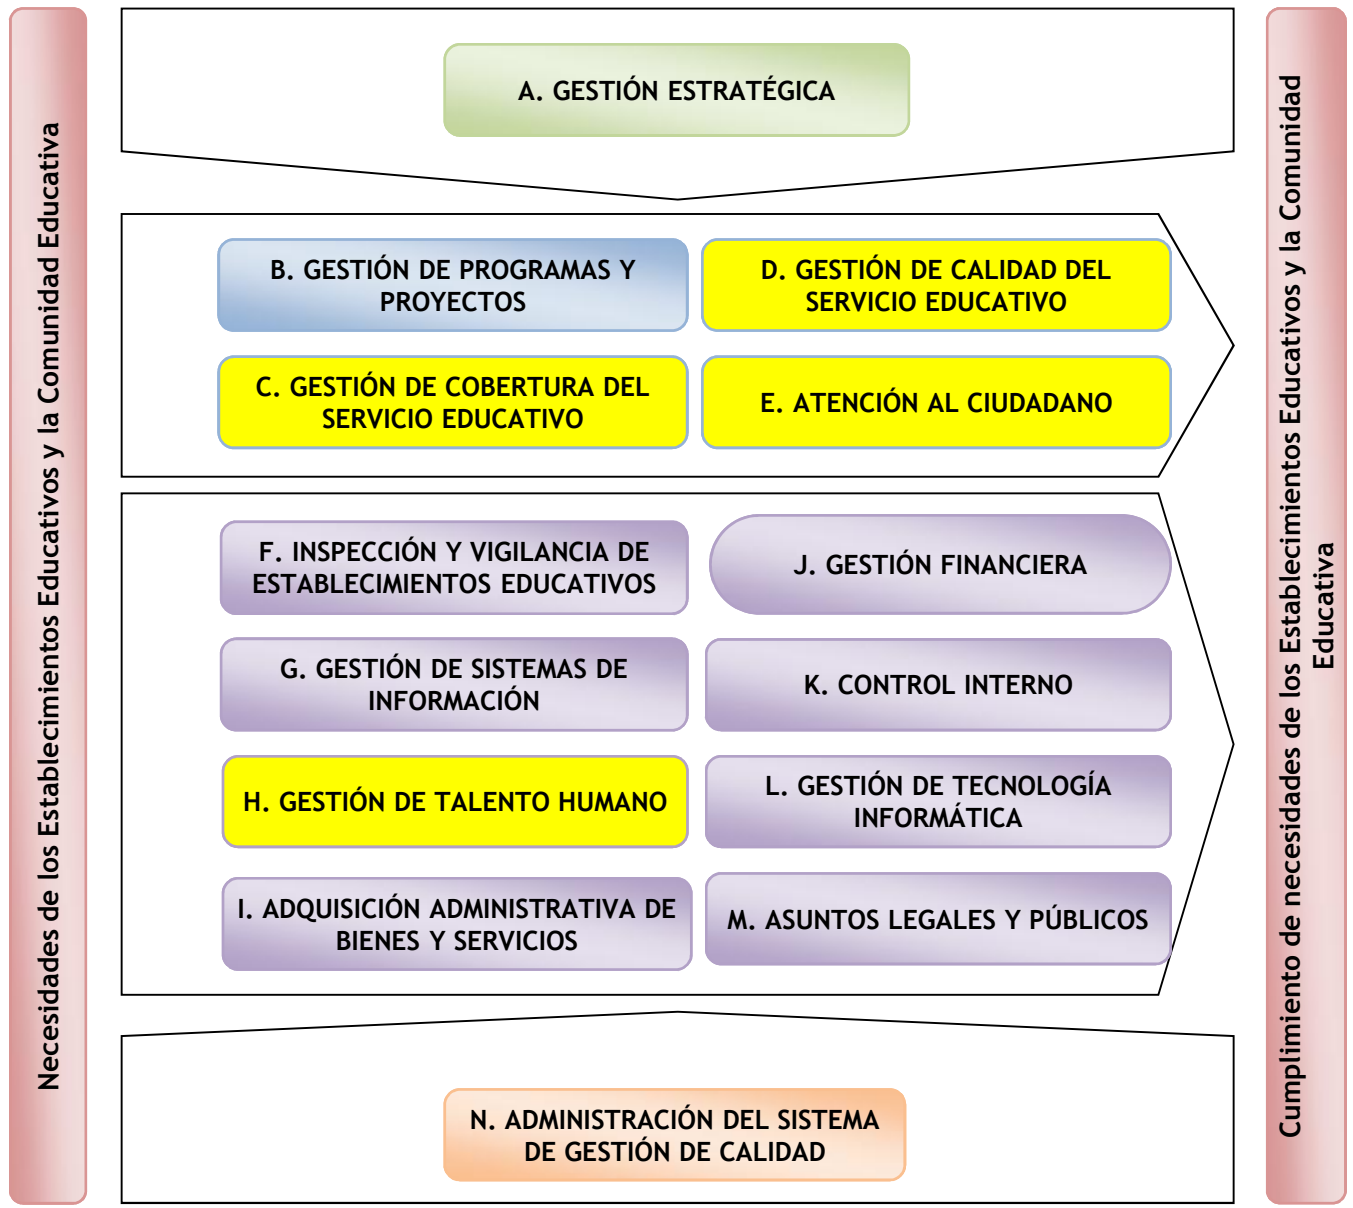 Necesidades de los Establecimientos Educativos y la Comunidad Educativa
A. GESTIÓN ESTRATÉGICA
B. GESTIÓN DE PROGRAMAS Y
PROYECTOS
D. GESTIÓN DE CALIDAD DEL
SERVICIO EDUCATIVO
C. GESTIÓN DE COBERTURA DEL
SERVICIO EDUCATIVO
E. ATENCIÓN AL CIUDADANO
F. INSPECCIÓN Y VIGILANCIA DE
ESTABLECIMIENTOS EDUCATIVOS
J. GESTIÓN FINANCIERA
G. GESTIÓN DE SISTEMAS DE
INFORMACIÓN
K. CONTROL INTERNO
H. GESTIÓN DE TALENTO HUMANO
L. GESTIÓN DE TECNOLOGÍA
INFORMÁTICA
I. ADQUISICIÓN ADMINISTRATIVA DE
BIENES Y SERVICIOS
M. ASUNTOS LEGALES Y PÚBLICOS
N. ADMINISTRACIÓN DEL SISTEMA
DE GESTIÓN DE CALIDAD
Cumplimiento de necesidades de los Establecimientos Educativos y la Comunidad
Educativa